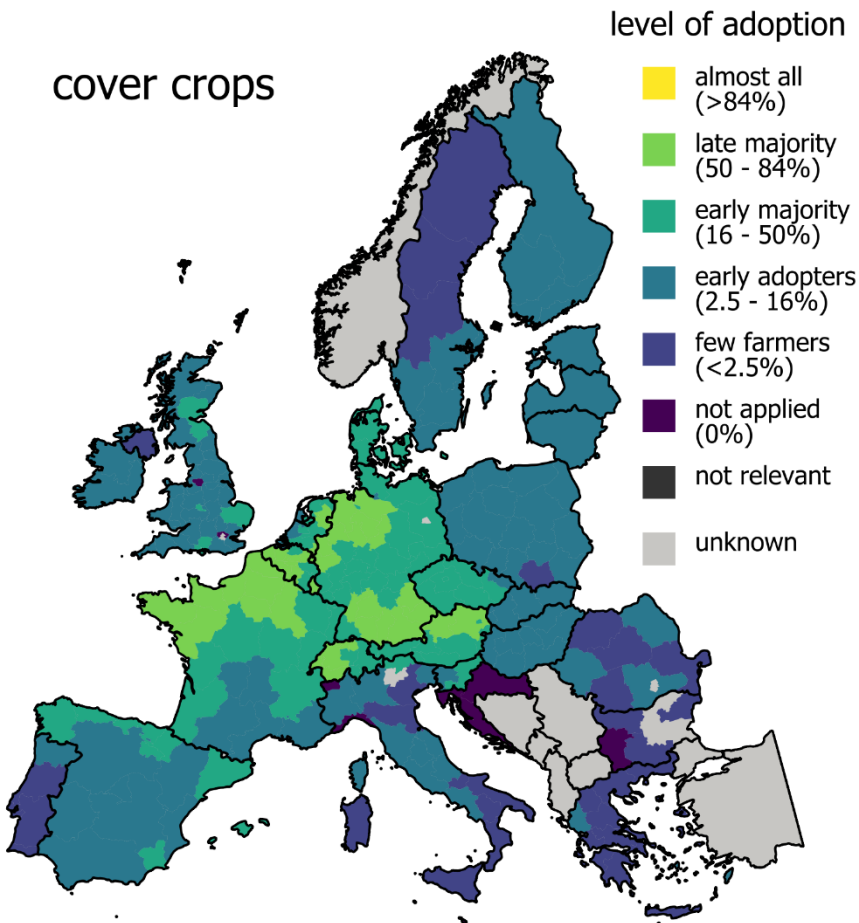 level of adoption
cover crops
almost all
(>84%)
late majority
(50 - 84%)
early majority
(16 - 50%)
early adopters
(2.5 - 16%)
few farmers
(<2.5%)
not applied
(0%)
not relevant
unknown